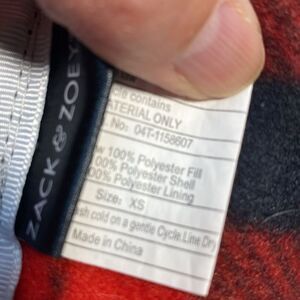 ZACK & ZOEY
cle contains
ATERIAL ONLY
No: 04T-1158607
w 100% Polyester Fill
00% Polyester Shell
00% Polyester Lining
Size: XS
ash cold on a gentle Cycle. Line Dry
Made in China